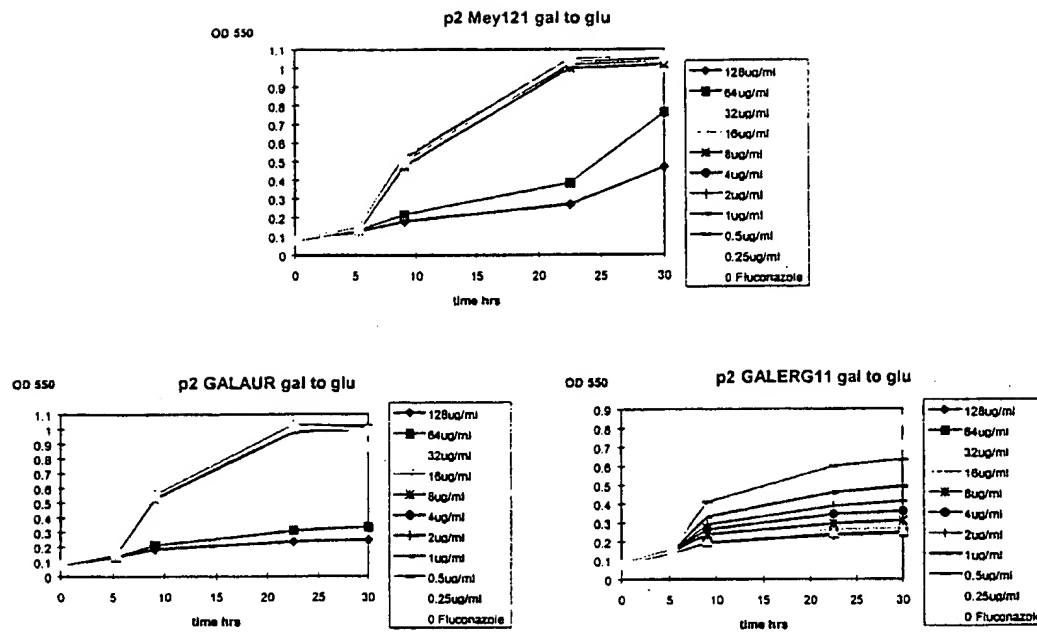 p2 Mey121 gal to glu
OD 550
1.1
1
0.9
0.8
0.7
0.6
0.5
0.4
0.3
0.2
0.1
0
0 5 10 15 20 25 30
time hrs
128ug/ml
64ug/ml
32ug/ml
16ug/ml
8ug/ml
4ug/ml
2ug/ml
1ug/ml
0.5ug/ml
0.25ug/ml
0 Fluconazole
p2 GALAUR gal to glu
OD 550
1.1
1
0.9
0.8
0.7
0.6
0.5
0.4
0.3
0.2
0.1
0
0 5 10 15 20 25 30
time hrs
128ug/ml
64ug/ml
32ug/ml
16ug/ml
8ug/ml
4ug/ml
2ug/ml
1ug/ml
0.5ug/ml
0.25ug/ml
0 Fluconazole
p2 GALERG11 gal to glu
OD 550
0.9
0.8
0.7
0.6
0.5
0.4
0.3
0.2
0.1
0
0 5 10 15 20 25 30
time hrs
128ug/ml
64ug/ml
32ug/ml
16ug/ml
8ug/ml
4ug/ml
2ug/ml
1ug/ml
0.5ug/ml
0.25ug/ml
0 Fluconazole